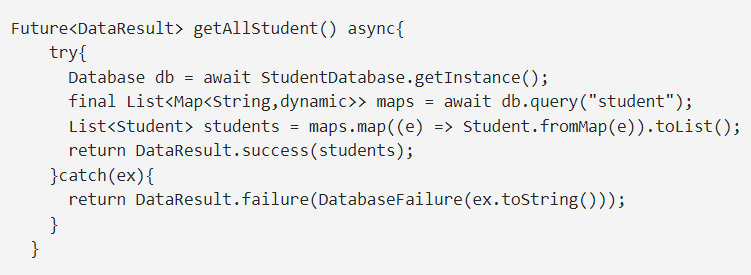 Future<DataResult> getAllStudent() async{
    try{
      Database db = await StudentDatabase.getInstance();
      final List<Map<String,dynamic>> maps = await db.query("student");
      List<Student> students = maps.map((e) => Student.fromMap(e)).toList();
      return DataResult.success(students);
    }catch(ex){
      return DataResult.failure(DatabaseFailure(ex.toString()));
    }
  }